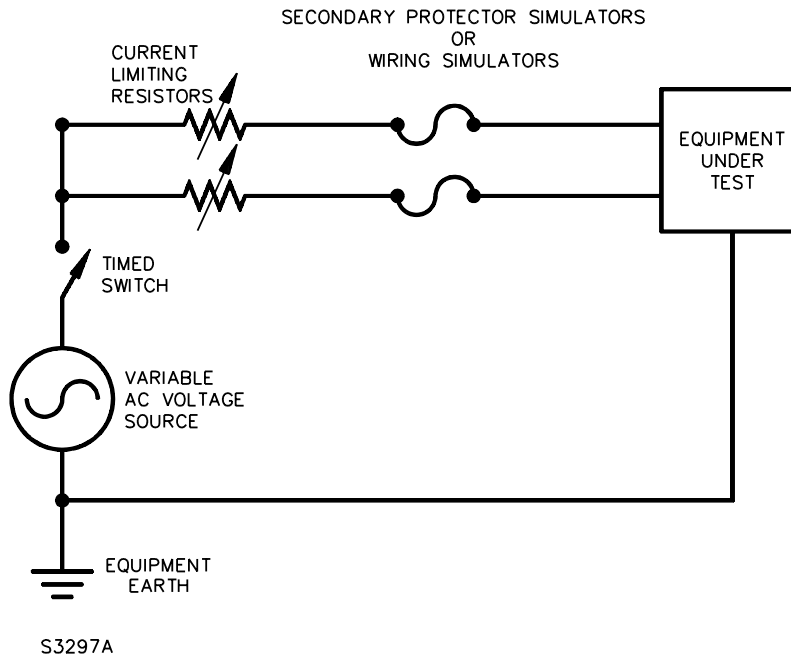 SECONDARY PROTECTOR SIMULATORS
OR
WIRING SIMULATORS
CURRENT
LIMITING
RESISTORS
EQUIPMENT
UNDER
TEST
TIMED
SWITCH
VARIABLE
AC VOLTAGE
SOURCE
EQUIPMENT
EARTH
S3297A